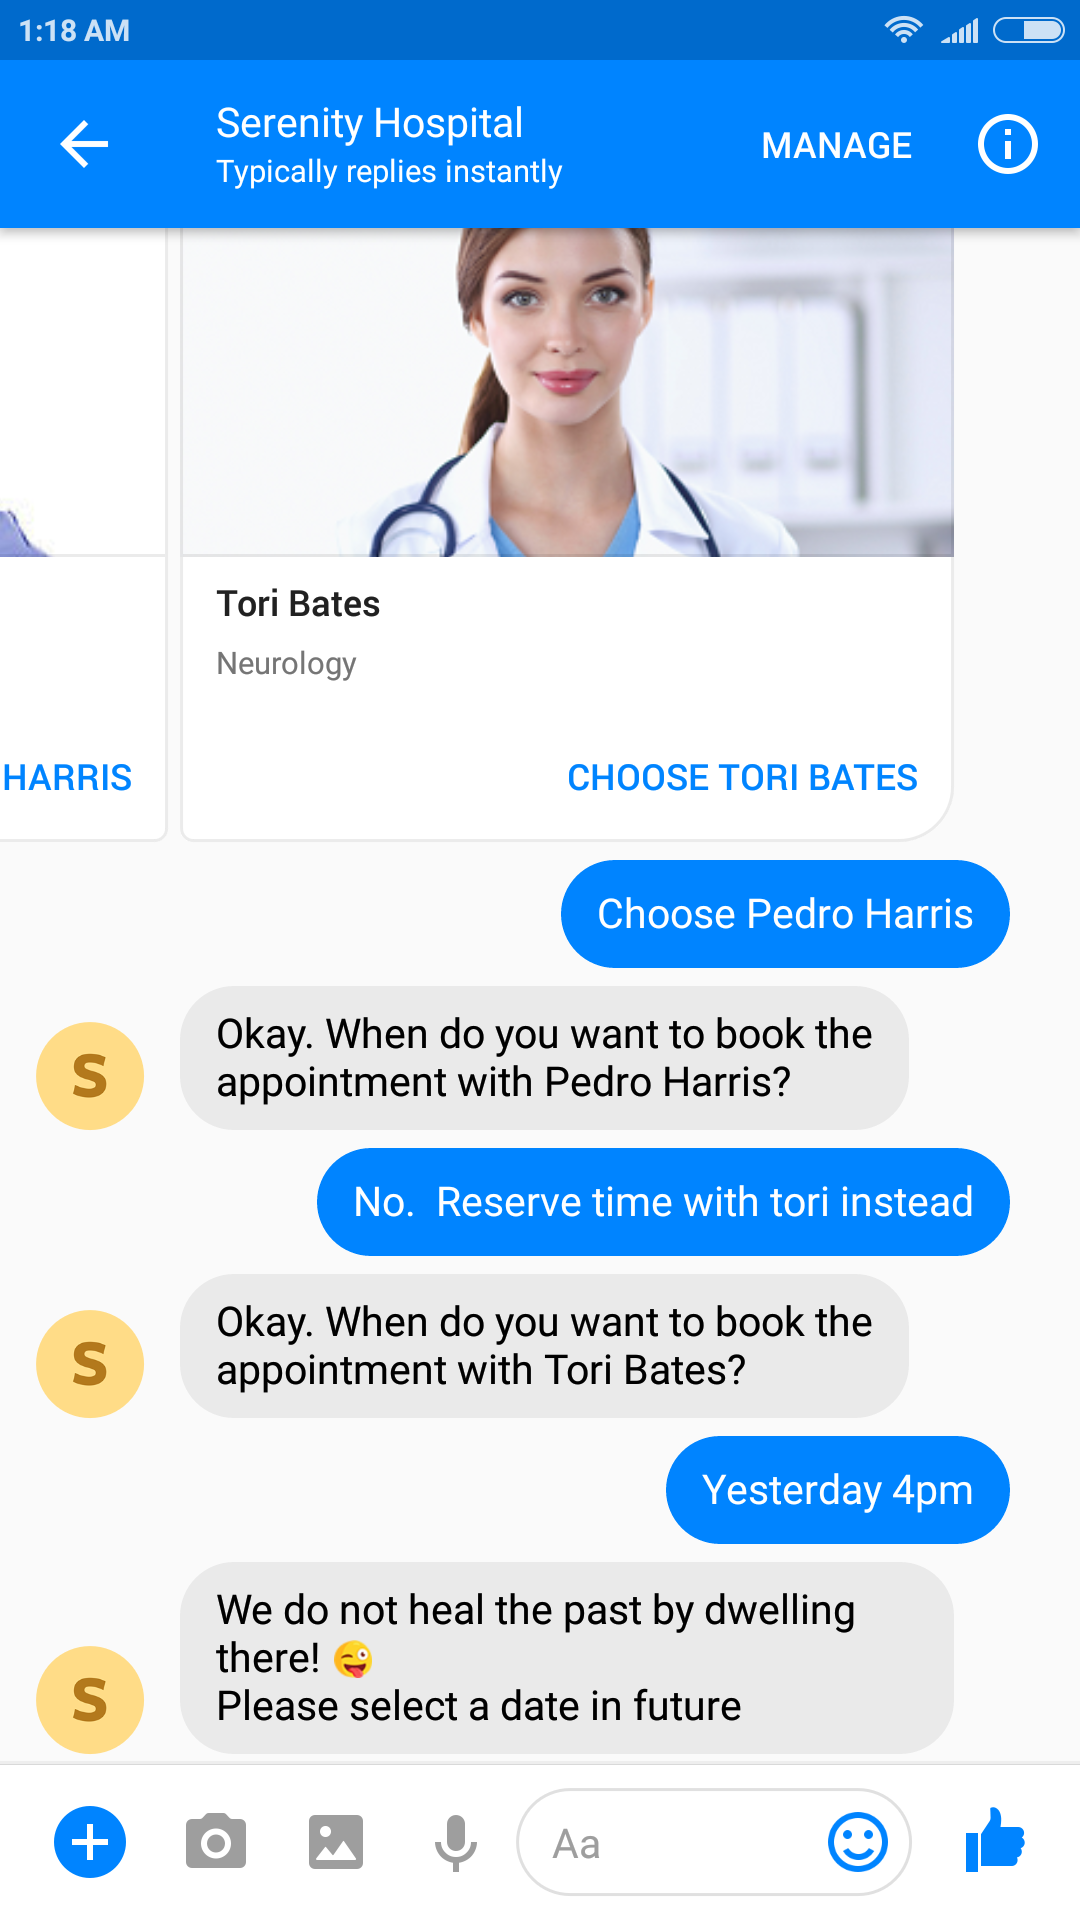 1:18 AM
Serenity Hospital
Typically replies instantly
MANAGE
Tori Bates
Neurology
HARRIS
CHOOSE TORI BATES
Choose Pedro Harris
Okay. When do you want to book the
appointment with Pedro Harris?
S
No.  Reserve time with tori instead
Okay. When do you want to book the
appointment with Tori Bates?
S
Yesterday 4pm
We do not heal the past by dwelling
there! 😜
Please select a date in future
S
Aa